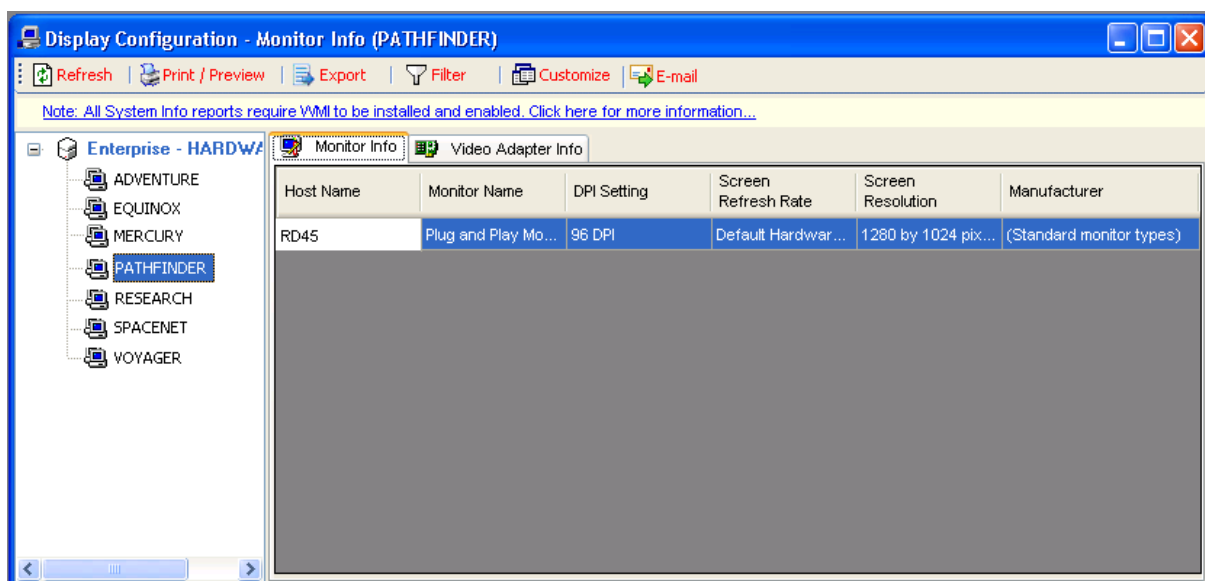 Display Configuration - Monitor Info (PATHFINDER)
Refresh Print / Preview Export Filter Customize E-mail
Note: All System Info reports require WMI to be installed and enabled. Click here for more information...
Enterprise - HARDWA
ADVENTURE
EQUINOX
MERCURY
PATHFINDER
RESEARCH
SPACENET
VOYAGER
Monitor Info Video Adapter Info
Host Name Monitor Name DPI Setting Screen Refresh Rate Screen Resolution Manufacturer
RD45 Plug and Play Mo... 96 DPI Default Hardwar... 1280 by 1024 pix... (Standard monitor types)